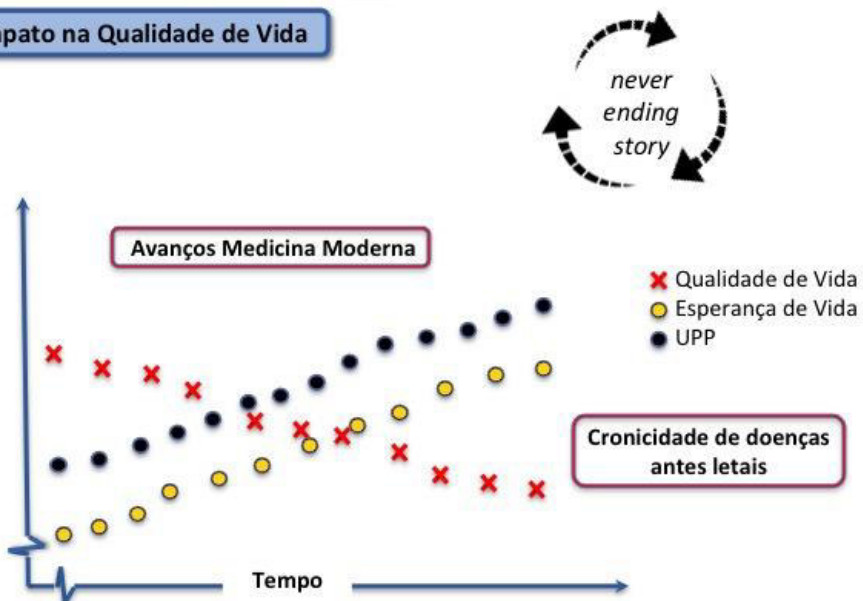 pato na Qualidade de Vida
never
ending
story
Avanços Medicina Moderna
Qualidade de Vida
Esperança de Vida
UPP
Cronicidade de doenças
antes letais
Tempo